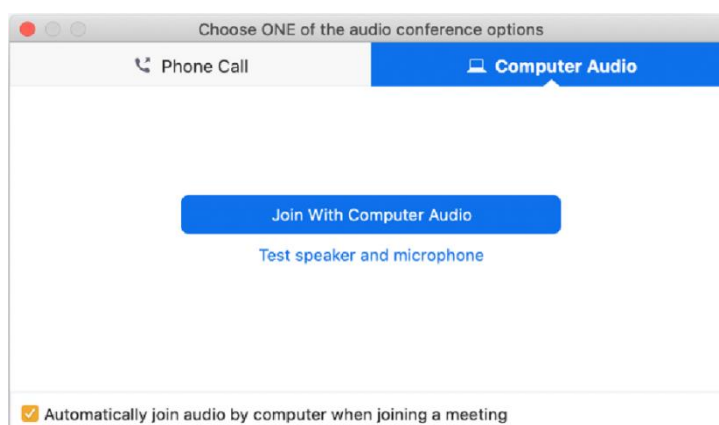 Choose ONE of the audio conference options
Phone Call
Computer Audio
Join With Computer Audio
Test speaker and microphone
Automatically join audio by computer when joining a meeting